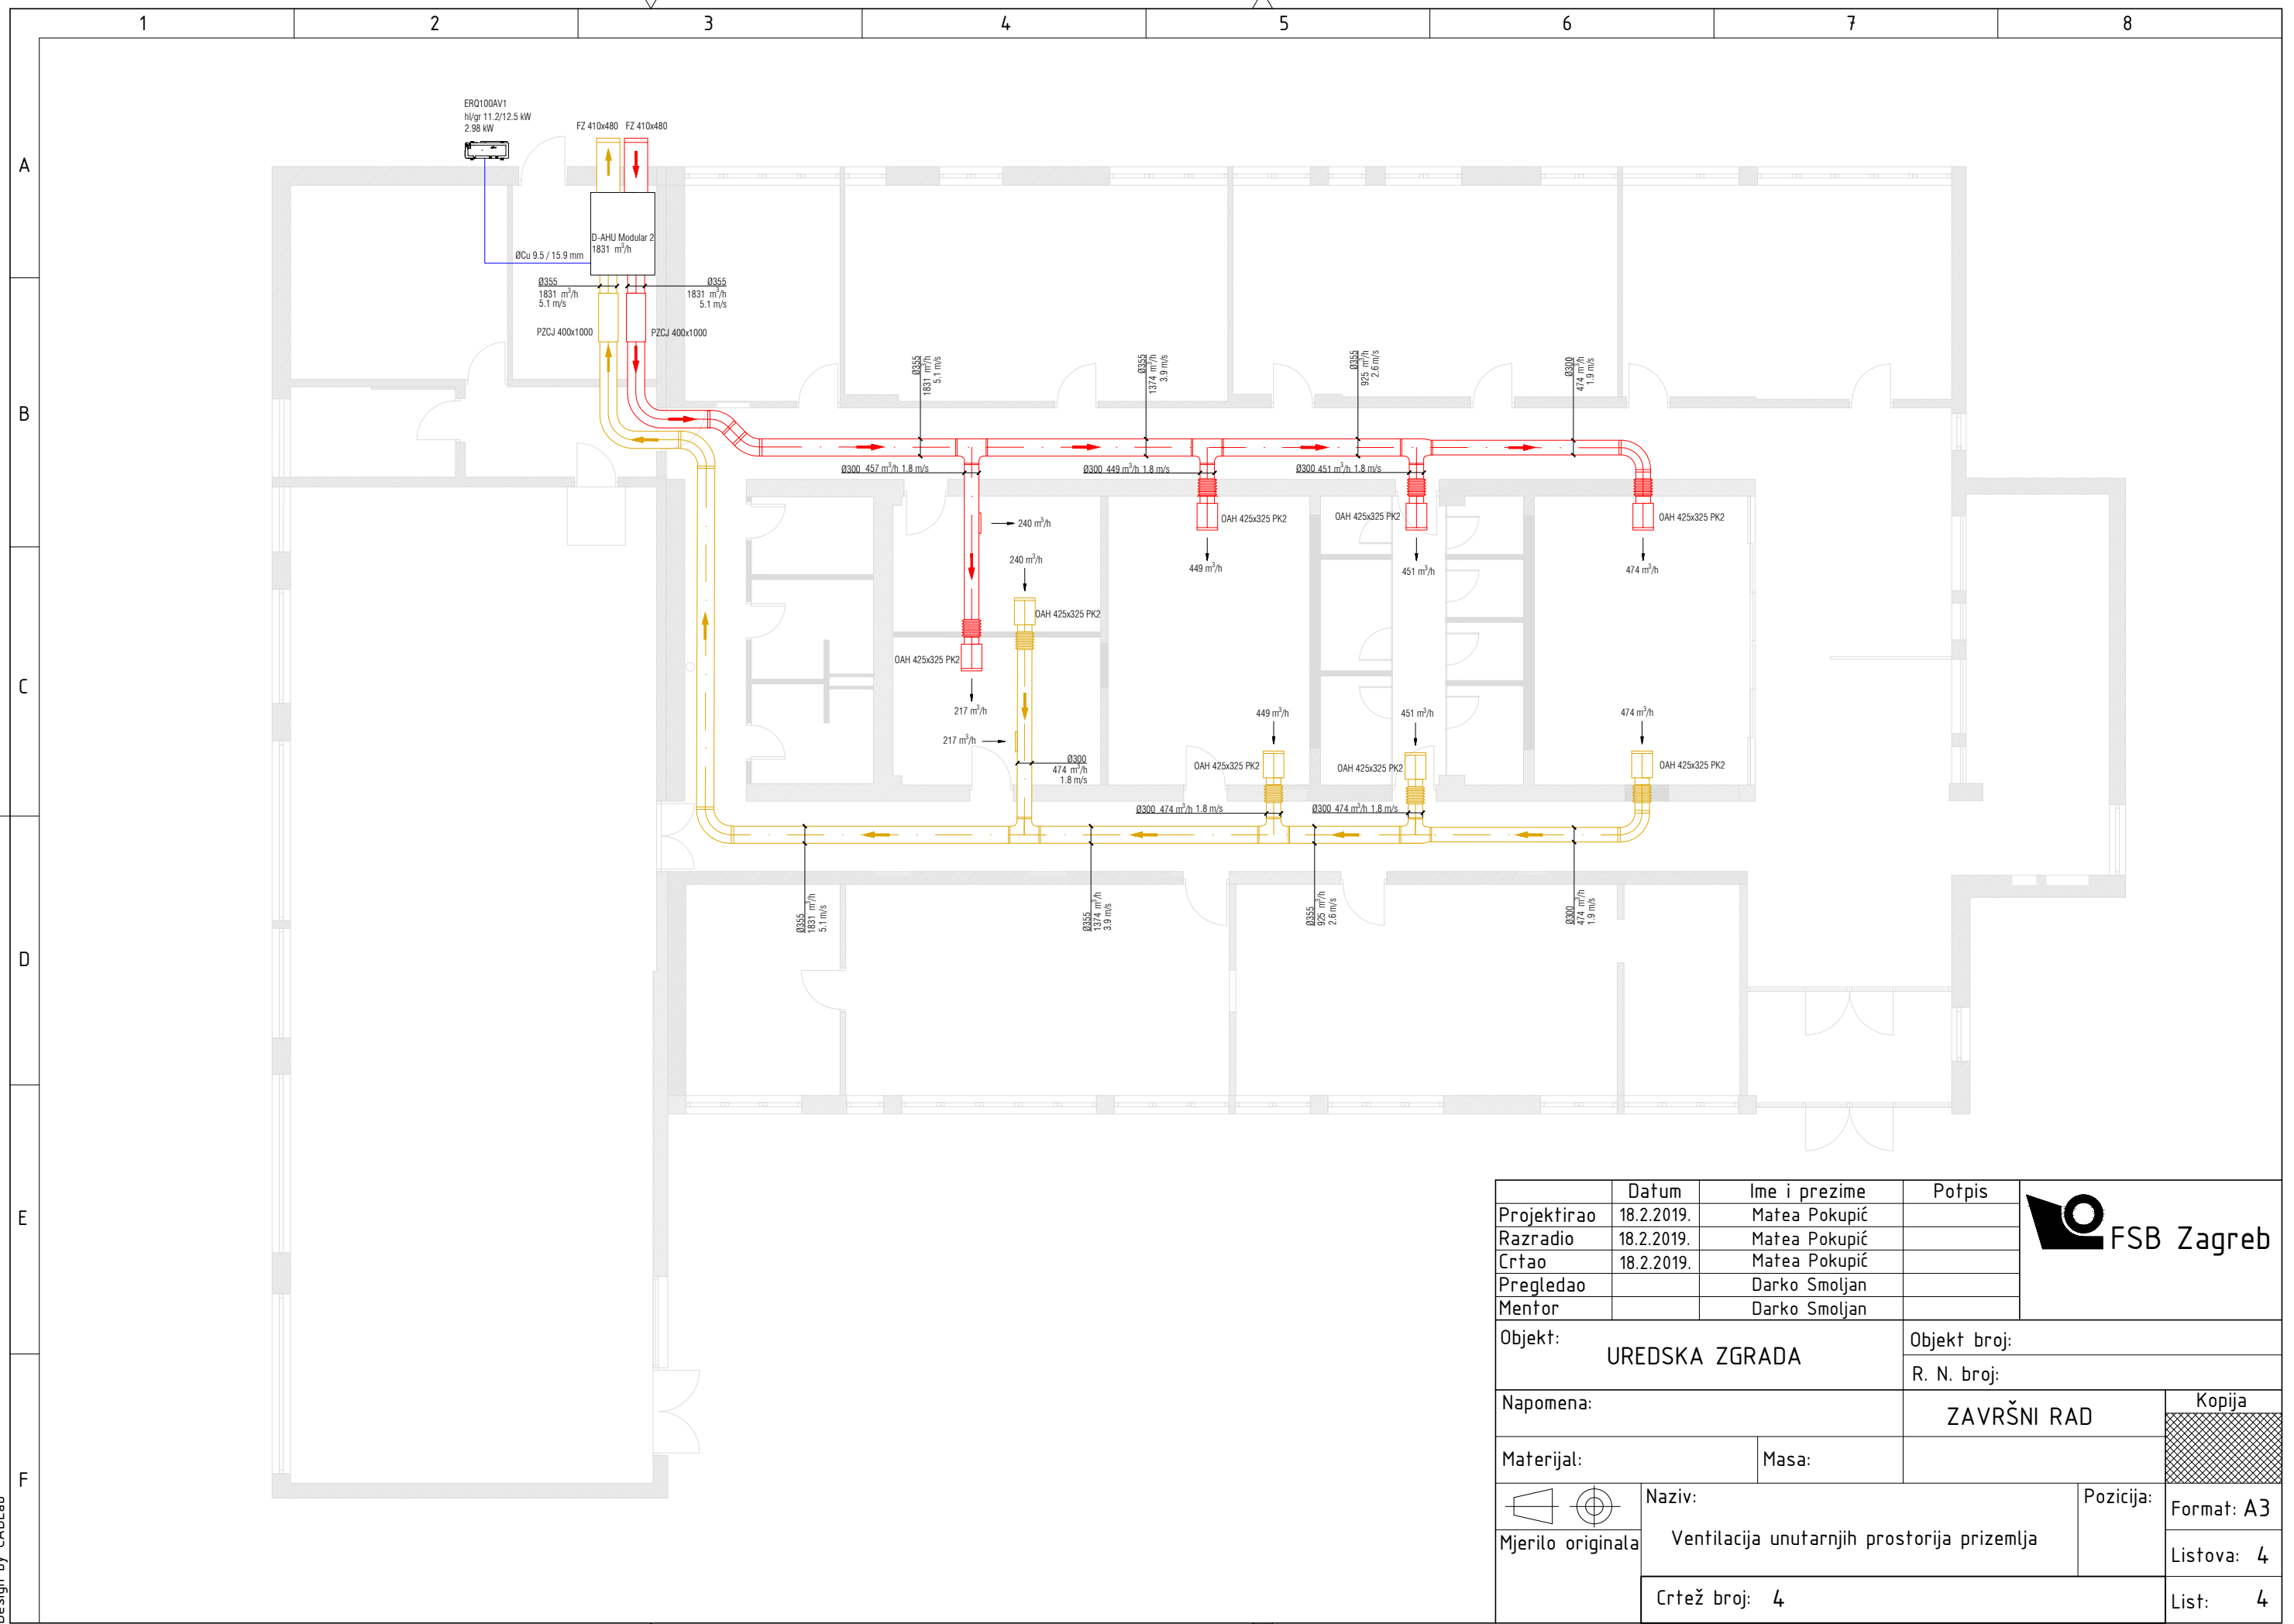 1 2 3 4 5 6 7 8
A
B
C
D
E
F
ERQ100AV1
hl/gr 11.2/12.5 kW
2.98 kW
FZ 410x480 FZ 410x480
D-AHU Modular 2
1831 m³/h
ØCu 9.5 / 15.9 mm
Ø355
1831 m³/h
5.1 m/s
Ø355
1831 m³/h
5.1 m/s
PZCJ 400x1000
PZCJ 400x1000
Ø355
1831 m³/h
5.1 m/s
Ø355
1374 m³/h
3.9 m/s
Ø355
925 m³/h
2.6 m/s
Ø300
474 m³/h
1.9 m/s
Ø300 457 m³/h 1.8 m/s
Ø300 449 m³/h 1.8 m/s
Ø300 451 m³/h 1.8 m/s
240 m³/h
OAH 425x325 PK2
OAH 425x325 PK2
OAH 425x325 PK2
240 m³/h
449 m³/h
451 m³/h
474 m³/h
OAH 425x325 PK2
OAH 425x325 PK2
217 m³/h
449 m³/h
451 m³/h
474 m³/h
217 m³/h
Ø300
474 m³/h
1.8 m/s
OAH 425x325 PK2
OAH 425x325 PK2
OAH 425x325 PK2
Ø300 474 m³/h 1.8 m/s
Ø300 474 m³/h 1.8 m/s
Ø355
1831 m³/h
5.1 m/s
Ø355
1374 m³/h
3.9 m/s
Ø355
925 m³/h
2.6 m/s
Ø300
474 m³/h
1.9 m/s
Datum Ime i prezime Potpis
Projektirao 18.2.2019. Matea Pokupić
Razradio 18.2.2019. Matea Pokupić
Crtao 18.2.2019. Matea Pokupić
Pregledao Darko Smoljan
Mentor Darko Smoljan
FSB Zagreb
Objekt:
UREDSKA ZGRADA
Objekt broj:
R. N. broj:
Napomena:
ZAVRŠNI RAD
Kopija
Materijal:
Masa:
Naziv:
Ventilacija unutarnjih prostorija prizemlja
Pozicija:
Format: A3
Mjerilo originala
Listova: 4
Crtež broj: 4
List: 4
Design by CADLab